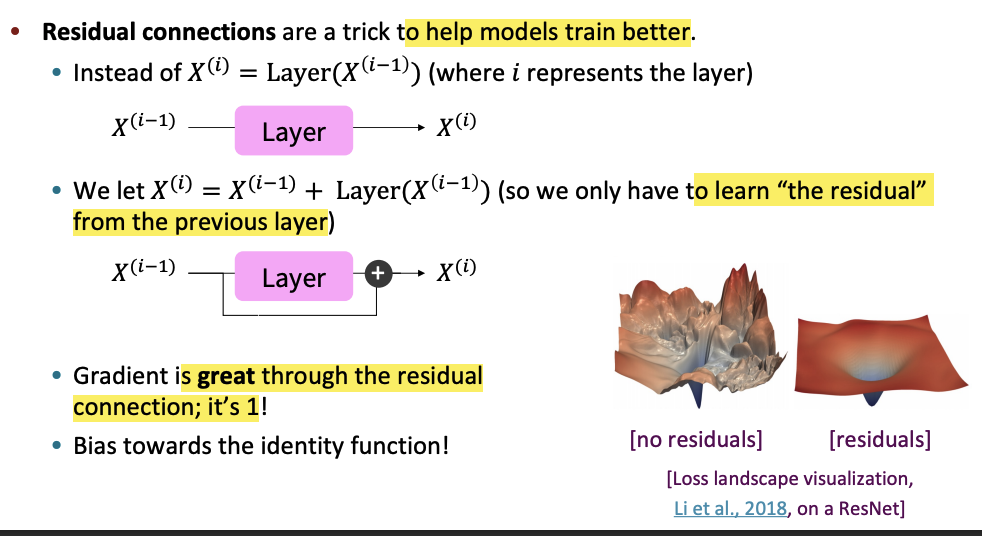 Residual connections are a trick to help models train better.
Instead of X^(i) = Layer(X^(i−1)) (where i represents the layer)
X^(i−1) Layer X^(i)
We let X^(i) = X^(i−1) + Layer(X^(i−1)) (so we only have to learn “the residual”
from the previous layer)
X^(i−1) Layer + X^(i)
Gradient is great through the residual
connection; it’s 1!
Bias towards the identity function!
[no residuals] [residuals]
[Loss landscape visualization,
Li et al., 2018, on a ResNet]